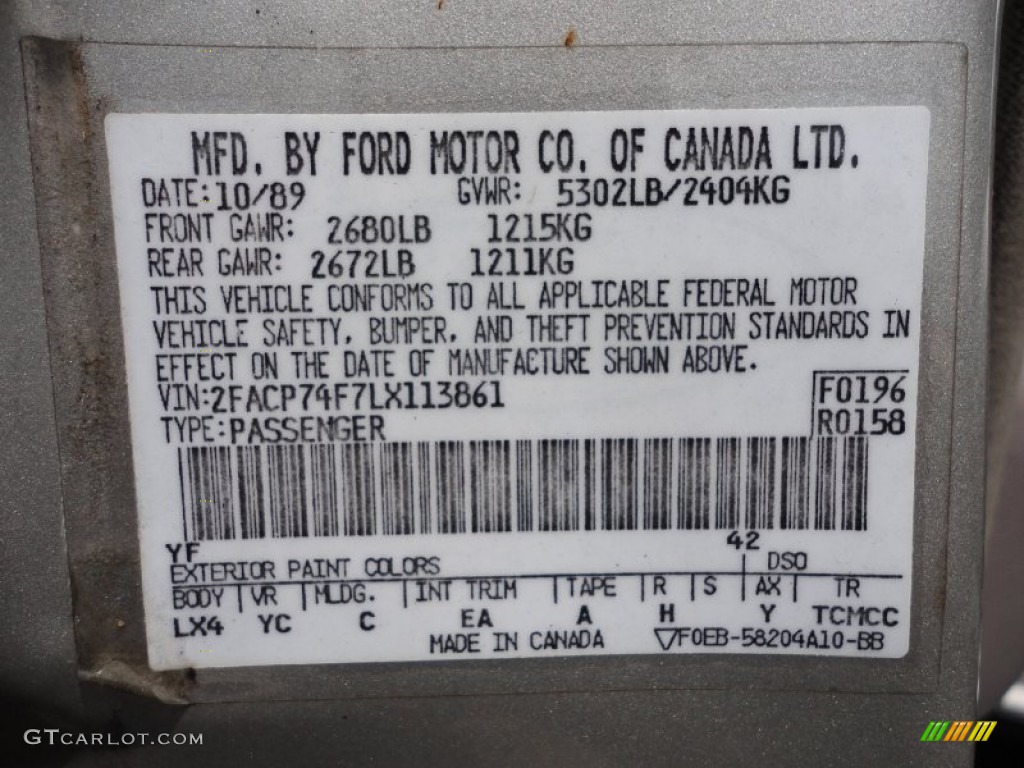 MFD. BY FORD MOTOR CO. OF CANADA LTD.
DATE: 10/89 GVWR: 5302LB/2404KG
FRONT GAWR: 2680LB 1215KG
REAR GAWR: 2672LB 1211KG
THIS VEHICLE CONFORMS TO ALL APPLICABLE FEDERAL MOTOR
VEHICLE SAFETY, BUMPER, AND THEFT PREVENTION STANDARDS IN
EFFECT ON THE DATE OF MANUFACTURE SHOWN ABOVE.
VIN: 2FACP74F7LX113861 F0196
TYPE: PASSENGER R0158
YF 42
EXTERIOR PAINT COLORS DSO
BODY | VR | MLDG. | INT TRIM | TAPE | R | S | AX | TR
LX4 YC C EA A H Y TCMCC
MADE IN CANADA ▽F0EB-58204A10-BB
GTCARLOT.COM